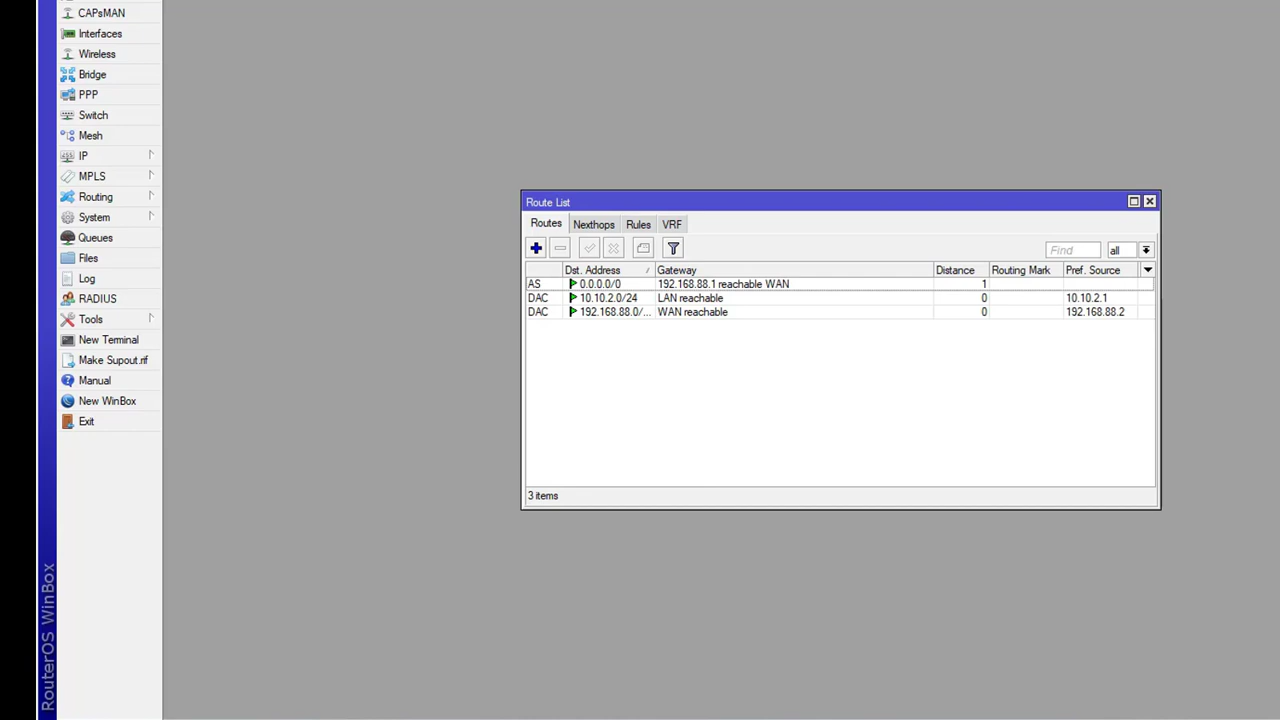 CAPsMAN
Interfaces
Wireless
Bridge
PPP
Switch
Mesh
IP
MPLS
Routing
System
Queues
Files
Log
RADIUS
Tools
New Terminal
Make Supout.rif
Manual
New WinBox
Exit
RouterOS WinBox
Route List
Routes Nexthops Rules VRF
Find all
Dst. Address Gateway Distance Routing Mark Pref. Source
AS 0.0.0.0/0 192.168.88.1 reachable WAN 1
DAC 10.10.2.0/24 LAN reachable 0 10.10.2.1
DAC 192.168.88.0/... WAN reachable 0 192.168.88.2
3 items